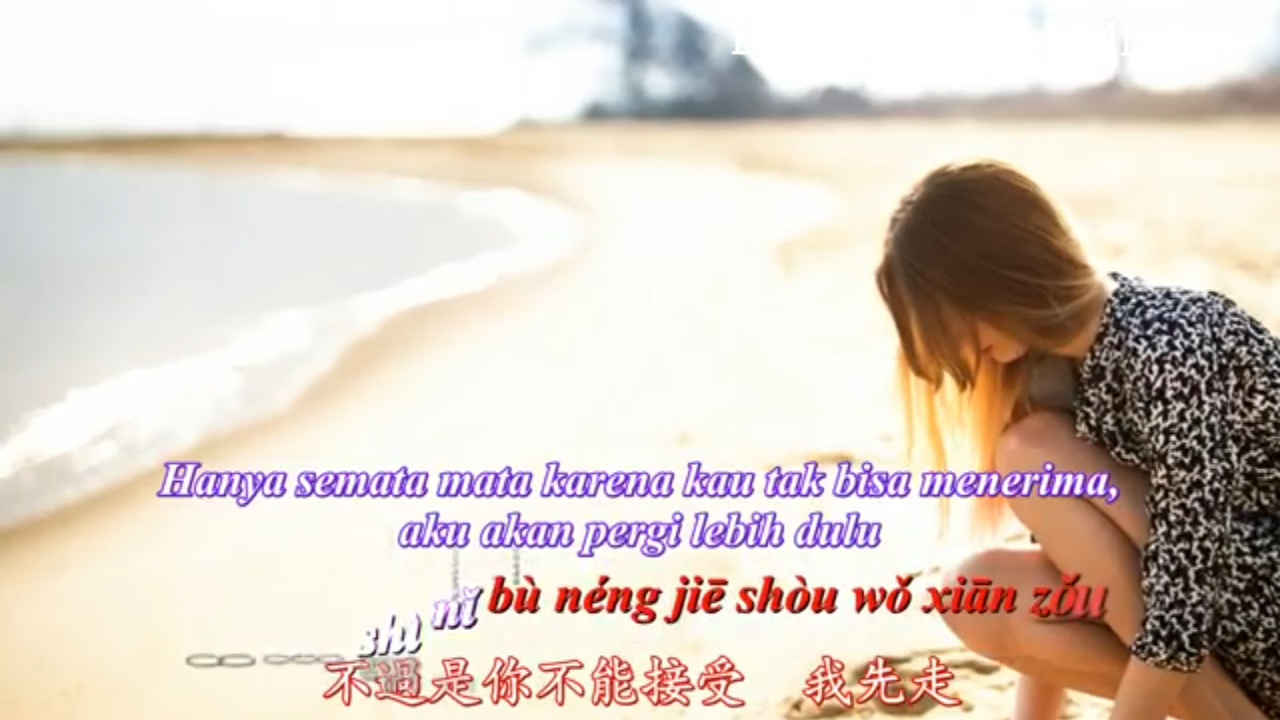 Hanya semata mata karena kau tak bisa menerima,
aku akan pergi lebih dulu
shì nǐ bù néng jiē shòu wǒ xiān zǒu
不過是你不能接受 我先走